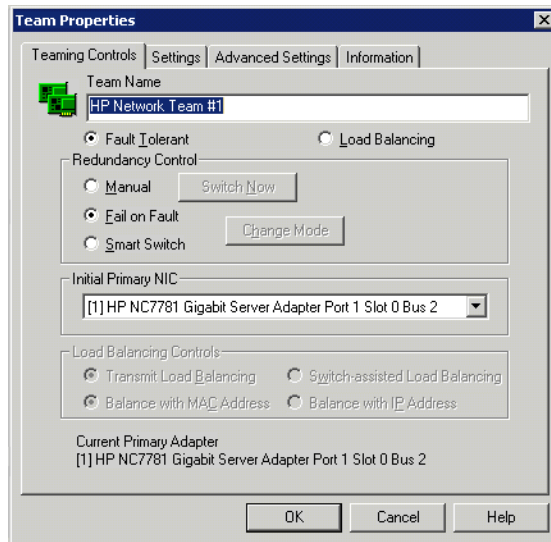 Team Properties
Teaming Controls Settings Advanced Settings Information
Team Name
HP Network Team #1
Fault Tolerant Load Balancing
Redundancy Control
Manual Switch Now
Fail on Fault
Change Mode
Smart Switch
Initial Primary NIC
[1] HP NC7781 Gigabit Server Adapter Port 1 Slot 0 Bus 2
Load Balancing Controls
Transmit Load Balancing Switch-assisted Load Balancing
Balance with MAC Address Balance with IP Address
Current Primary Adapter
[1] HP NC7781 Gigabit Server Adapter Port 1 Slot 0 Bus 2
OK Cancel Help